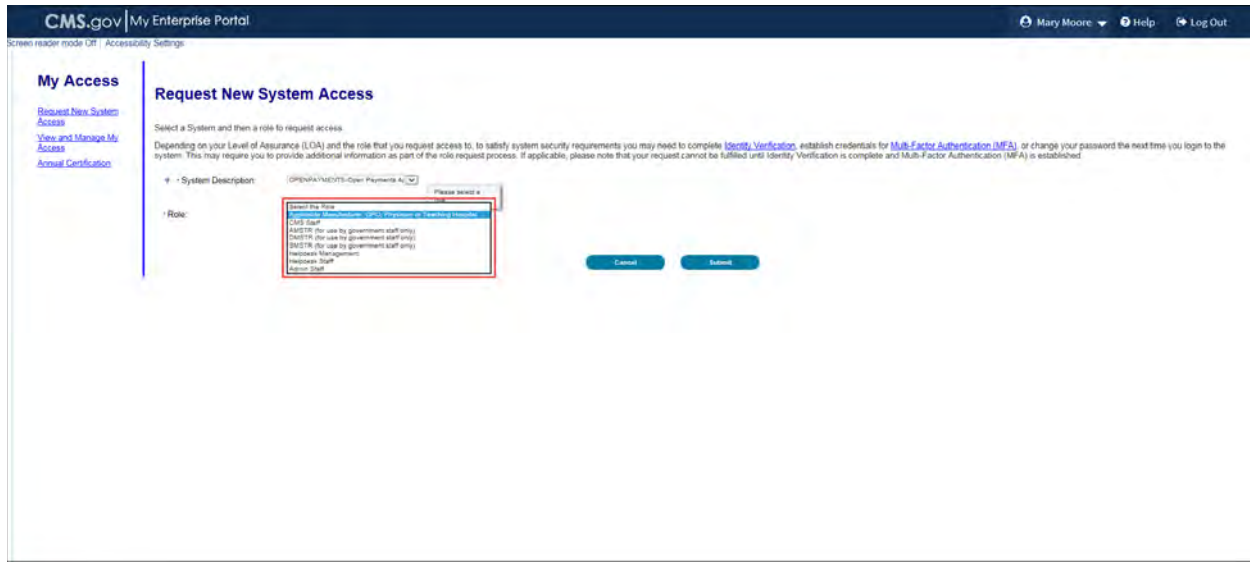 CMS.gov | My Enterprise Portal
Mary Moore Help Log Out
Screen reader mode Off | Accessibility Settings
My Access
Request New System
Access
View and Manage My
Access
Annual Certification
Request New System Access
Select a System and then a role to request access.
Depending on your Level of Assurance (LOA) and the role that you request access to, to satisfy system security requirements you may need to complete Identity Verification, establish credentials for Multi-Factor Authentication (MFA), or change your password the next time you login to the
system. This may require you to provide additional information as part of the role request process. If applicable, please note that your request cannot be fulfilled until Identity Verification is complete and Multi-Factor Authentication (MFA) is established
System Description:
OPENPAYMENTS-Open Payments A
Please select a
Role:
Select the Role
Applicable Manufacturer, GPO, Physician or Teaching Hospital
CMS Staff
AMSTR (for use by government staff only)
DMSTR (for use by government staff only)
BMSTR (for use by government staff only)
Helpdesk Management
Helpdesk Staff
Admin Staff
Cancel
Submit